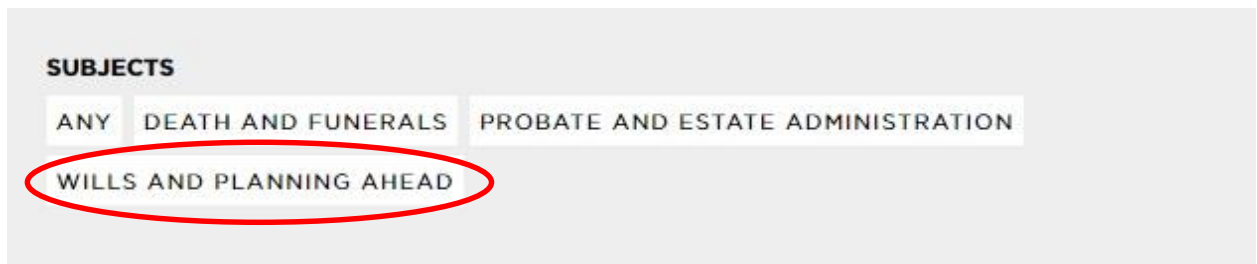 SUBJECTS
ANY DEATH AND FUNERALS PROBATE AND ESTATE ADMINISTRATION
WILLS AND PLANNING AHEAD